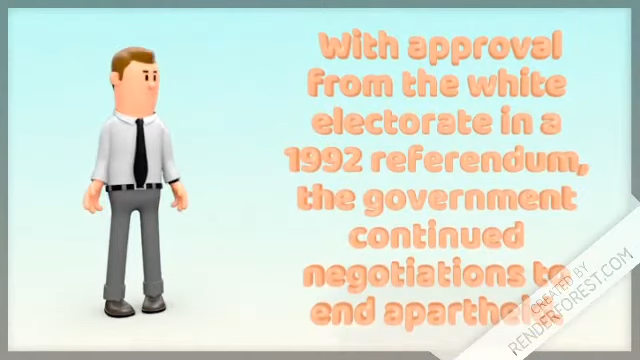 With approval
from the white
electorate in a
1992 referendum,
the government
continued
negotiations to
end apartheid
CREATED BY
RENDERFOREST.COM